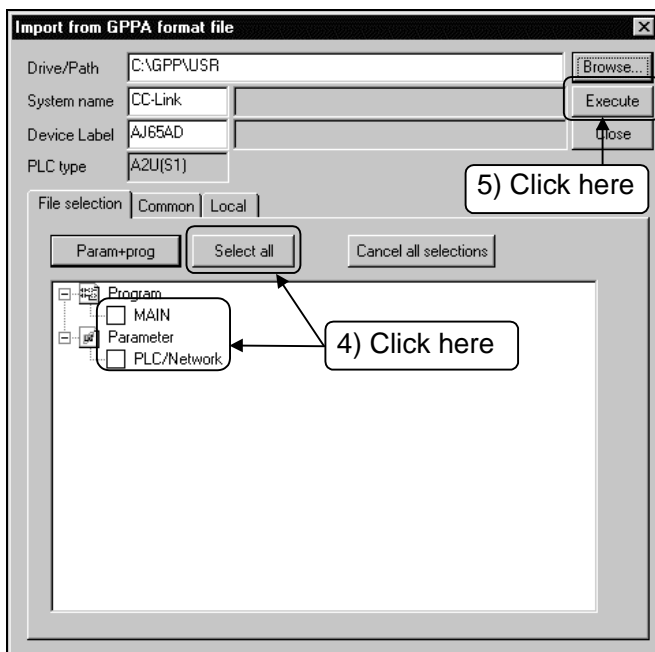 Import from GPPA format file
Drive/Path C:\GPP\USR Browse...
System name CC-Link Execute
Device Label AJ65AD Close
PLC type A2U(S1)
5) Click here
File selection Common Local
Param+prog Select all Cancel all selections
Program
MAIN
Parameter
PLC/Network
4) Click here